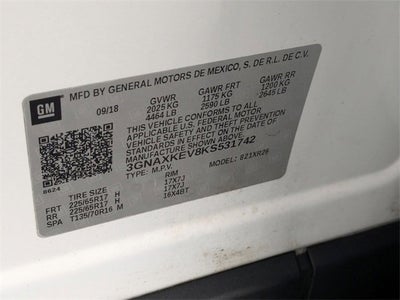 GM
MFD BY GENERAL MOTORS DE MEXICO, S. DE R.L. DE C.V.
09/18 GVWR GAWR FRT GAWR RR
2025 KG 1175 KG 1200 KG
4464 LB 2590 LB 2645 LB
THIS VEHICLE CONFORMS TO ALL
APPLICABLE U.S. FEDERAL MOTOR
VEHICLE SAFETY AND THEFT
PREVENTION STANDARDS IN EFFECT
ON THE DATE OF MANUFACTURE
SHOWN ABOVE.
3GNAXKEV8KS531742
TYPE: M.P.V. MODEL: 821XR26
8624
TIRE SIZE RIM
FRT 225/65R17 H 17X7J
RR 225/65R17 H 17X7J
SPA T135/70R16 M 16X4BT